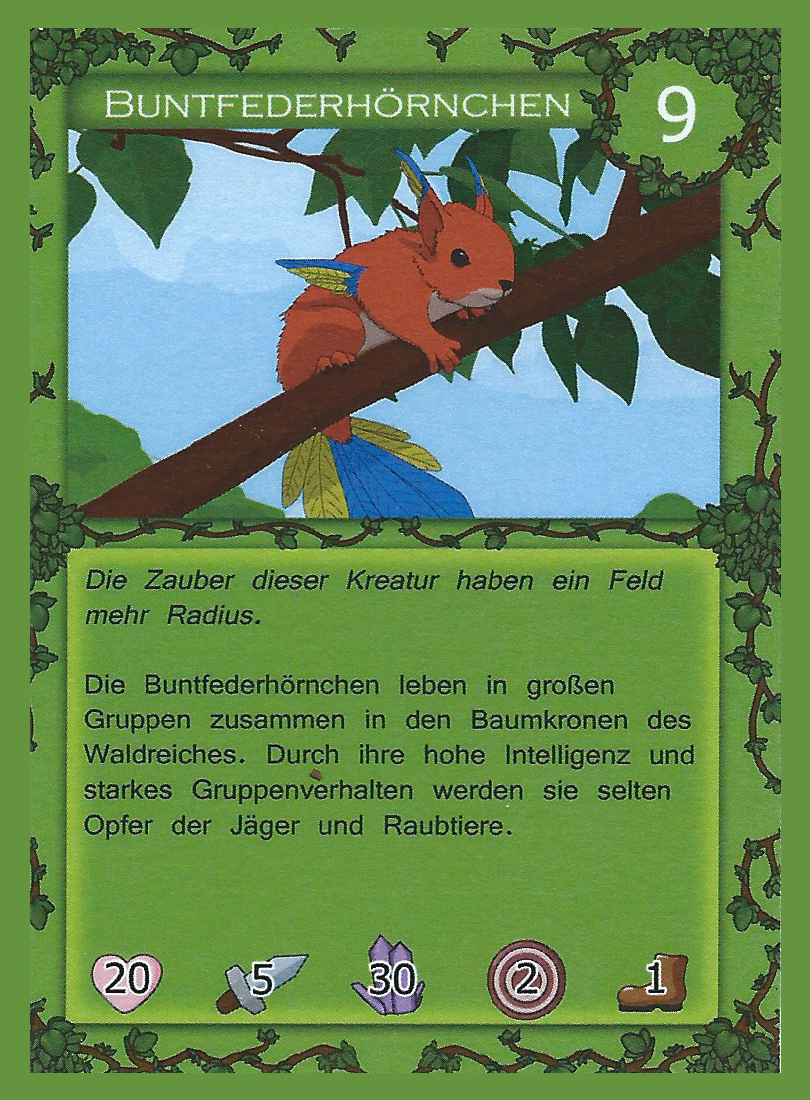 BUNTFEDERHÖRNCHEN
9
Die Zauber dieser Kreatur haben ein Feld
mehr Radius.
Die Buntfederhörnchen leben in großen
Gruppen zusammen in den Baumkronen des
Waldreiches. Durch ihre hohe Intelligenz und
starkes Gruppenverhalten werden sie selten
Opfer der Jäger und Raubtiere.
20 5 30 2 1